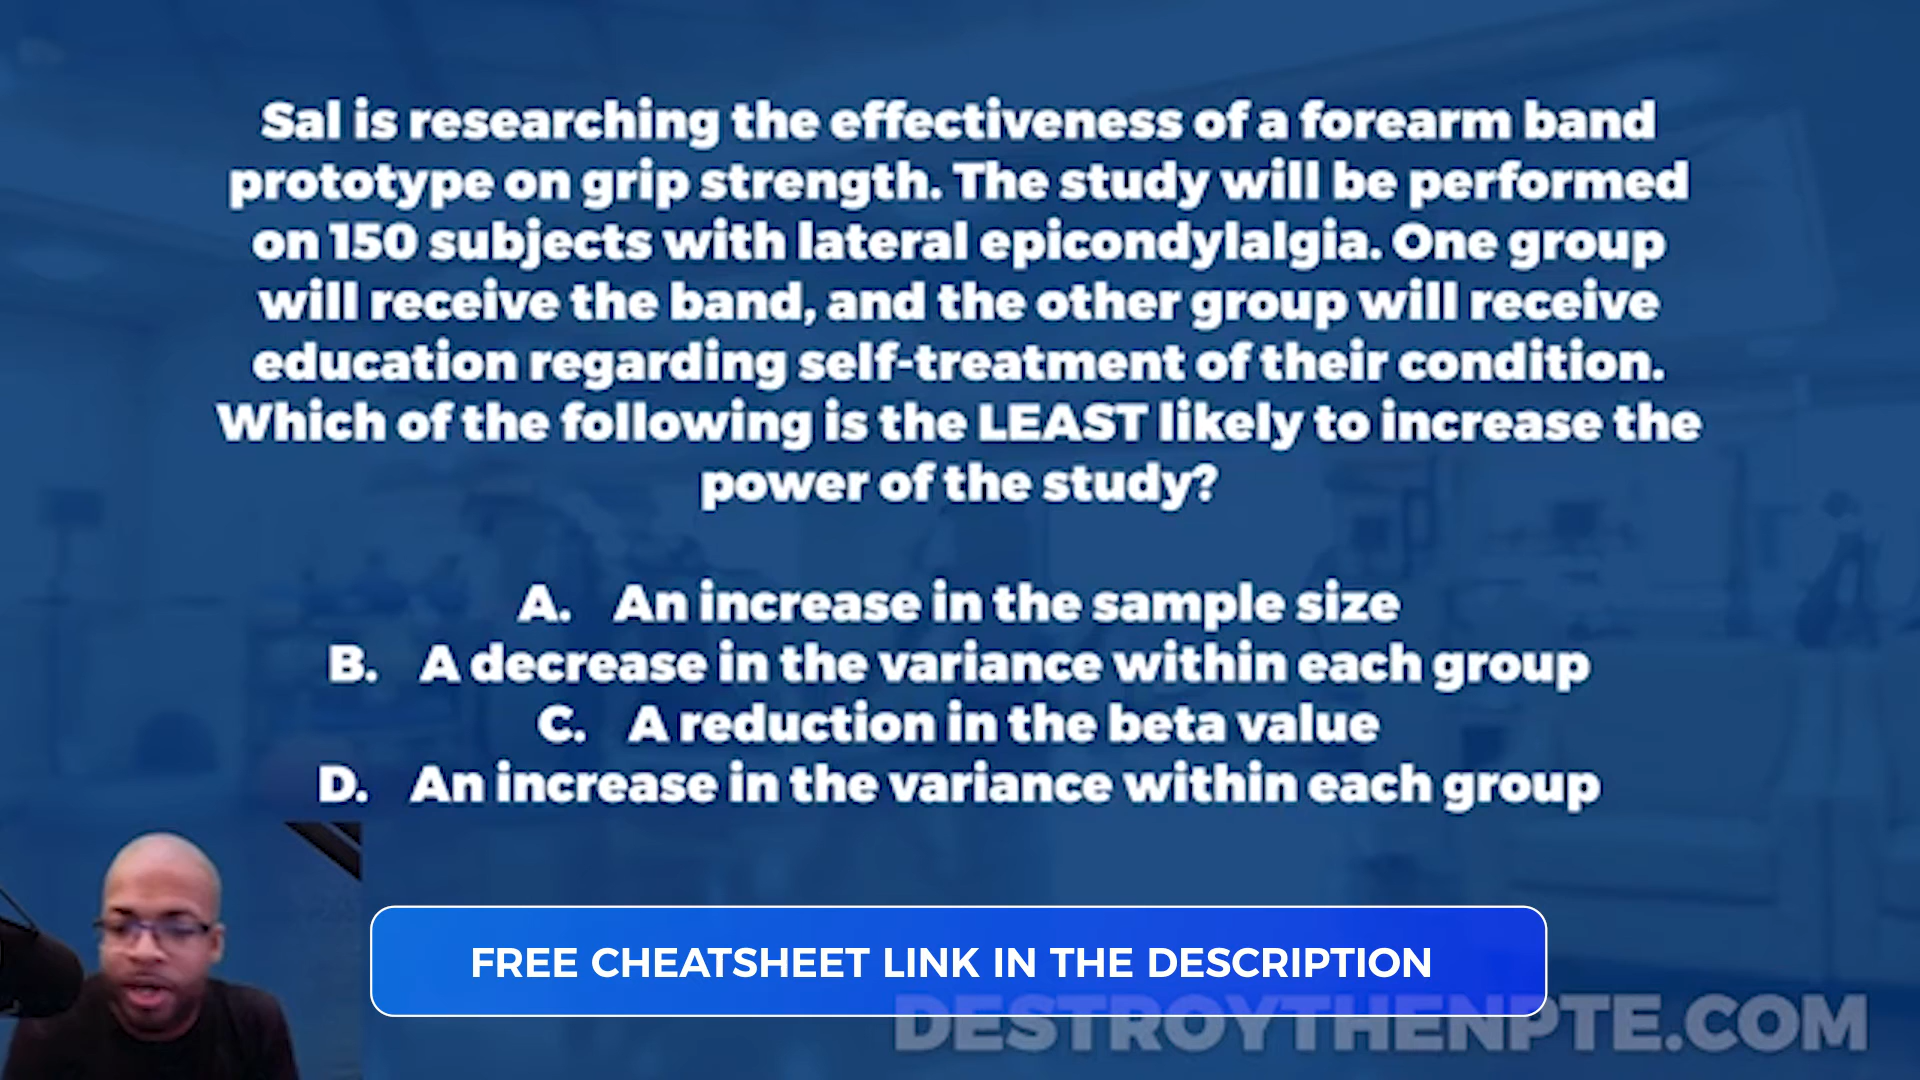 Sal is researching the effectiveness of a forearm band
prototype on grip strength. The study will be performed
on 150 subjects with lateral epicondylalgia. One group
will receive the band, and the other group will receive
education regarding self-treatment of their condition.
Which of the following is the LEAST likely to increase the
power of the study?
A. An increase in the sample size
B. A decrease in the variance within each group
C. A reduction in the beta value
D. An increase in the variance within each group
FREE CHEATSHEET LINK IN THE DESCRIPTION
DESTROYTHENPTE.COM